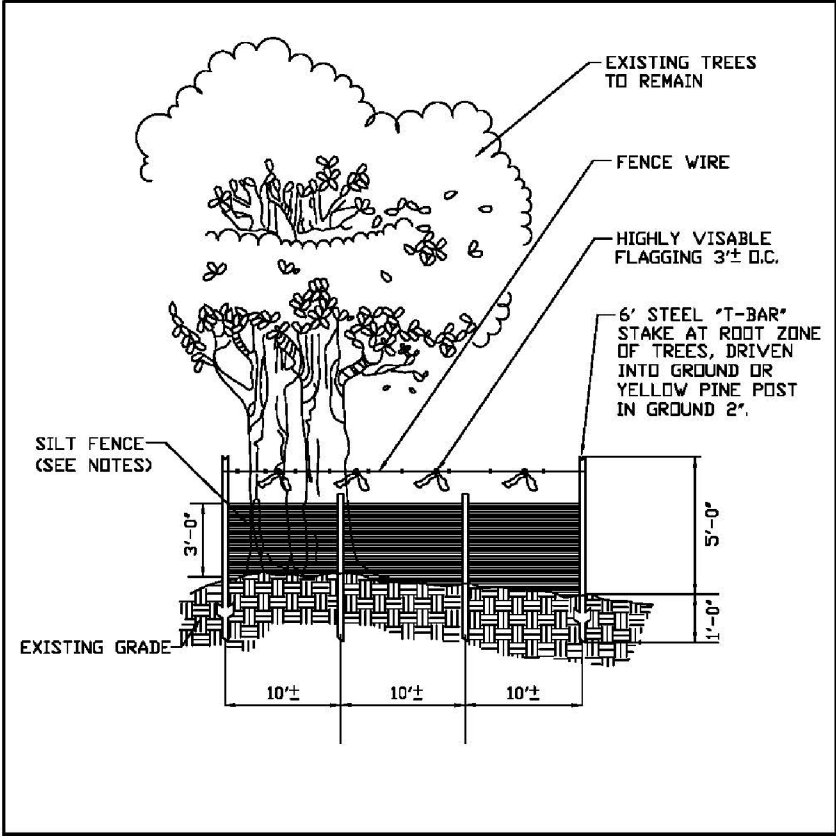 EXISTING TREES
TO REMAIN
FENCE WIRE
HIGHLY VISABLE
FLAGGING 3'± O.C.
6' STEEL "T-BAR"
STAKE AT ROOT ZONE
OF TREES, DRIVEN
INTO GROUND OR
YELLOW PINE POST
IN GROUND 2".
SILT FENCE
(SEE NOTES)
3'-0"
5'-0"
1'-0"
EXISTING GRADE
10'±
10'±
10'±